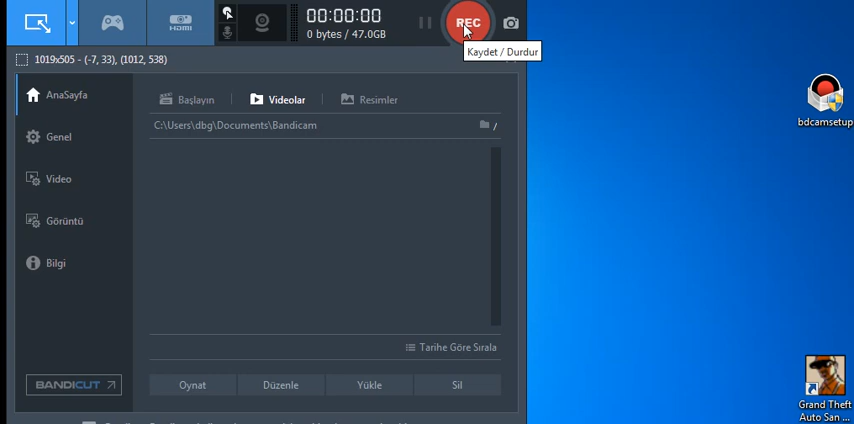 HDMI
00:00:00
0 bytes / 47.0GB
REC
Kaydet / Durdur
1019x505 - (-7, 33), (1012, 538)
AnaSayfa
Genel
Video
Görüntü
Bilgi
BANDICUT
Başlayın
Videolar
Resimler
C:\Users\dbg\Documents\Bandicam
/
Tarihe Göre Sırala
Oynat
Düzenle
Yükle
Sil
bdcamsetup
Grand Theft
Auto San ...